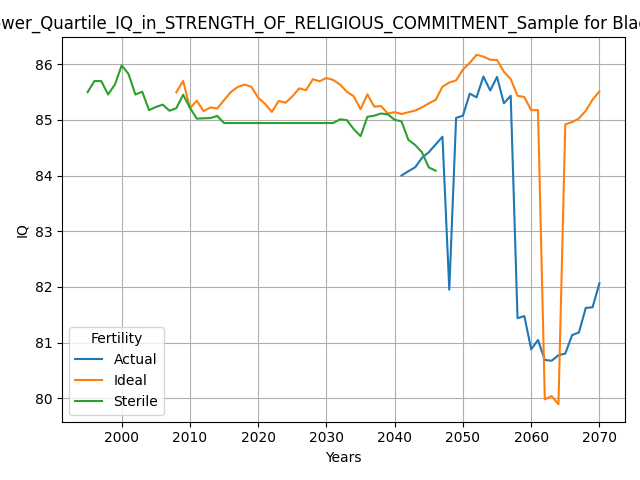 ower_Quartile_IQ_in_STRENGTH_OF_RELIGIOUS_COMMITMENT_Sample for Bla
86
85
84
83
82
81
80
IQ
Fertility
Actual
Ideal
Sterile
2000
2010
2020
2030
2040
2050
2060
2070
Years